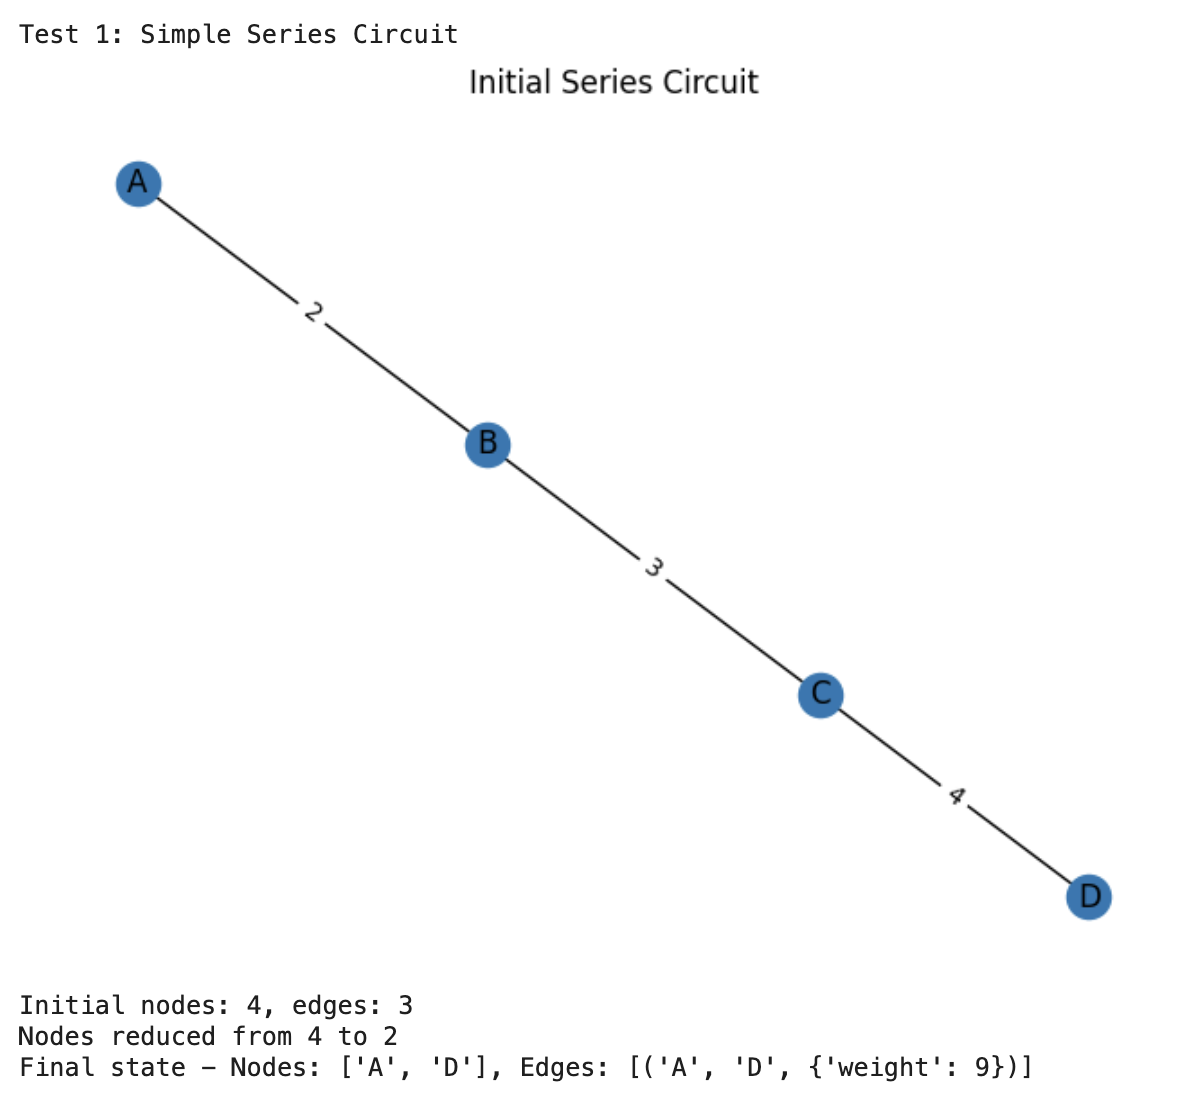 Test 1: Simple Series Circuit
Initial Series Circuit
A
2
B
3
C
4
D
Initial nodes: 4, edges: 3
Nodes reduced from 4 to 2
Final state – Nodes: ['A', 'D'], Edges: [('A', 'D', {'weight': 9})]